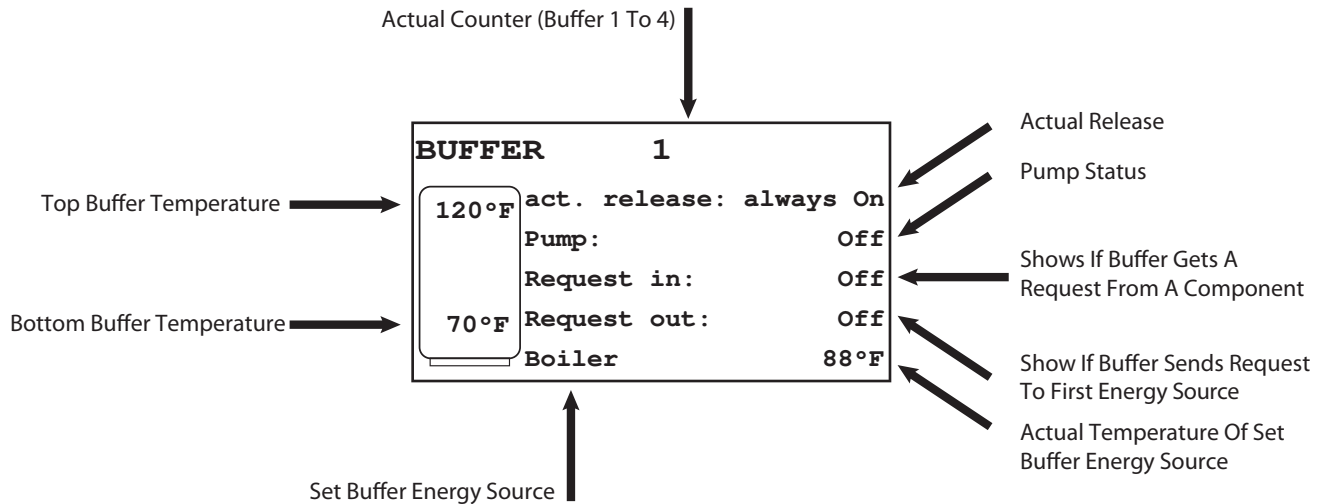 Actual Counter (Buffer 1 To 4)
BUFFER 1
120°F
70°F
act. release: always On
Pump: Off
Request in: Off
Request out: Off
Boiler 88°F
Top Buffer Temperature
Bottom Buffer Temperature
Set Buffer Energy Source
Actual Release
Pump Status
Shows If Buffer Gets A
Request From A Component
Show If Buffer Sends Request
To First Energy Source
Actual Temperature Of Set
Buffer Energy Source